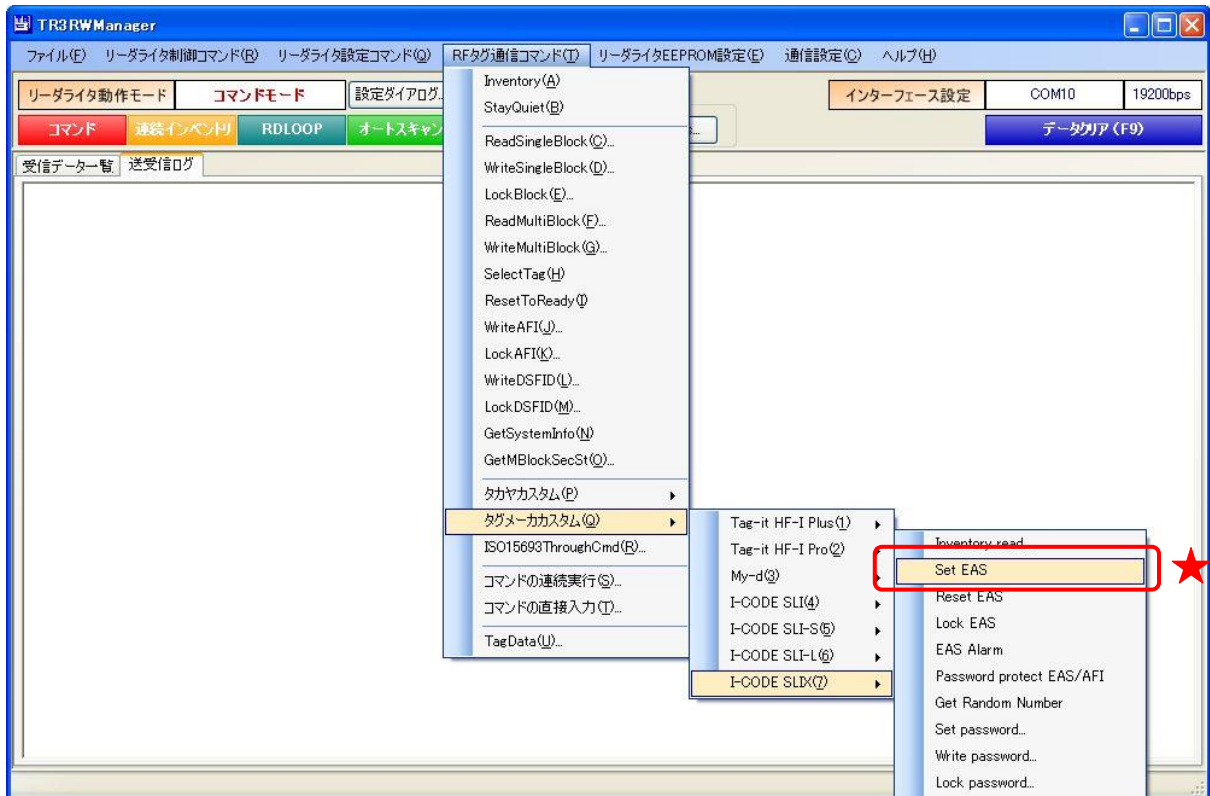 TR3RWManager
ファイル(F) リーダライタ制御コマンド(R) リーダライタ設定コマンド(Q) RFタグ通信コマンド(T) リーダライタEEPROM設定(E) 通信設定(C) ヘルプ(H)
リーダライタ動作モード コマンドモード 設定ダイアログ... インターフェース設定 COM10 19200bps
コマンド 連続インベントリ RDLOOP オートスキャン データクリア (F9)
受信データ一覧 送受信ログ
Inventory(A)
StayQuiet(B)
ReadSingleBlock(C)...
WriteSingleBlock(D)...
LockBlock(E)...
ReadMultiBlock(F)...
WriteMultiBlock(G)...
SelectTag(H)
ResetToReady(I)
WriteAFI(J)...
LockAFI(K)...
WriteDSFID(L)...
LockDSFID(M)...
GetSystemInfo(N)
GetMBlockSecSt(O)...
タカヤカスタム(P)
タグメーカカスタム(Q)
ISO15693ThroughCmd(R)...
コマンドの連続実行(S)...
コマンドの直接入力(T)...
TagData(U)...
Tag-it HF-I Plus(1)
Tag-it HF-I Pro(2)
My-d(3)
I-CODE SLI(4)
I-CODE SLI-S(5)
I-CODE SLI-L(6)
I-CODE SLIX(7)
Inventory read
Set EAS
Reset EAS
Lock EAS
EAS Alarm
Password protect EAS/AFI
Get Random Number
Set password...
Write password...
Lock password...